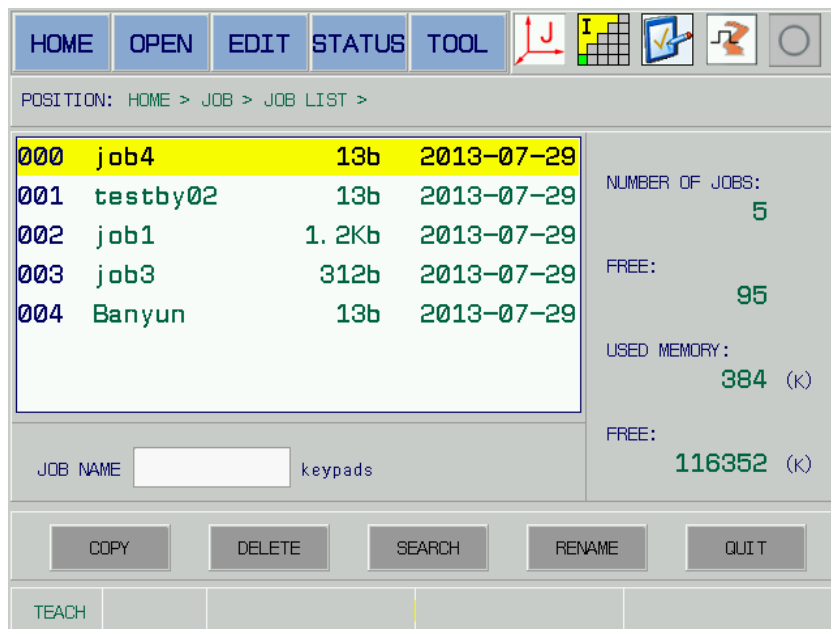 HOME OPEN EDIT STATUS TOOL J I
POSITION: HOME > JOB > JOB LIST >
000 job4 13b 2013-07-29
001 testby02 13b 2013-07-29
002 job1 1.2Kb 2013-07-29
003 job3 312b 2013-07-29
004 Banyun 13b 2013-07-29
NUMBER OF JOBS:
5
FREE:
95
USED MEMORY:
384 (K)
FREE:
116352 (K)
JOB NAME keypads
COPY DELETE SEARCH RENAME QUIT
TEACH